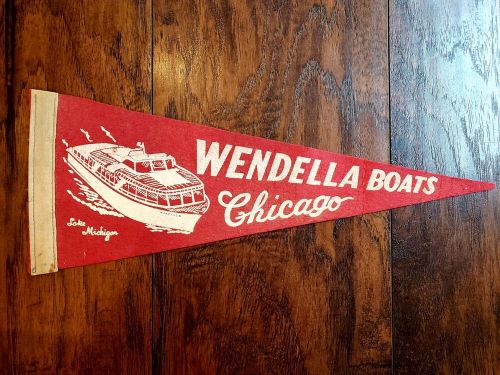 WENDELLA BOATS
Chicago
Lake
Michigan